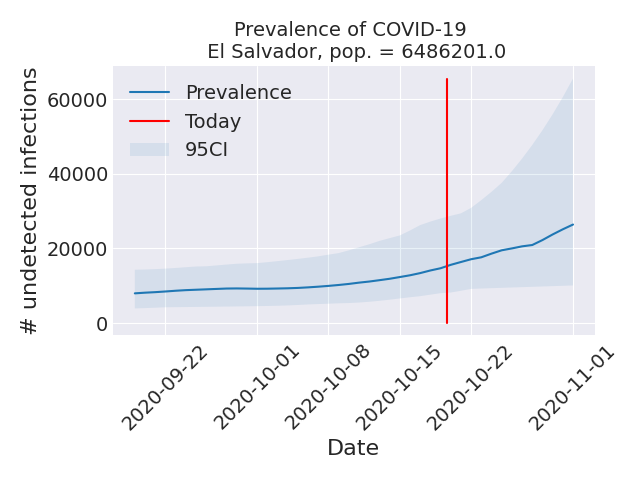 Prevalence of COVID-19
El Salvador, pop. = 6486201.0
# undetected infections
60000
40000
20000
0
Prevalence
Today
95CI
2020-09-22
2020-10-01
2020-10-08
2020-10-15
2020-10-22
2020-11-01
Date